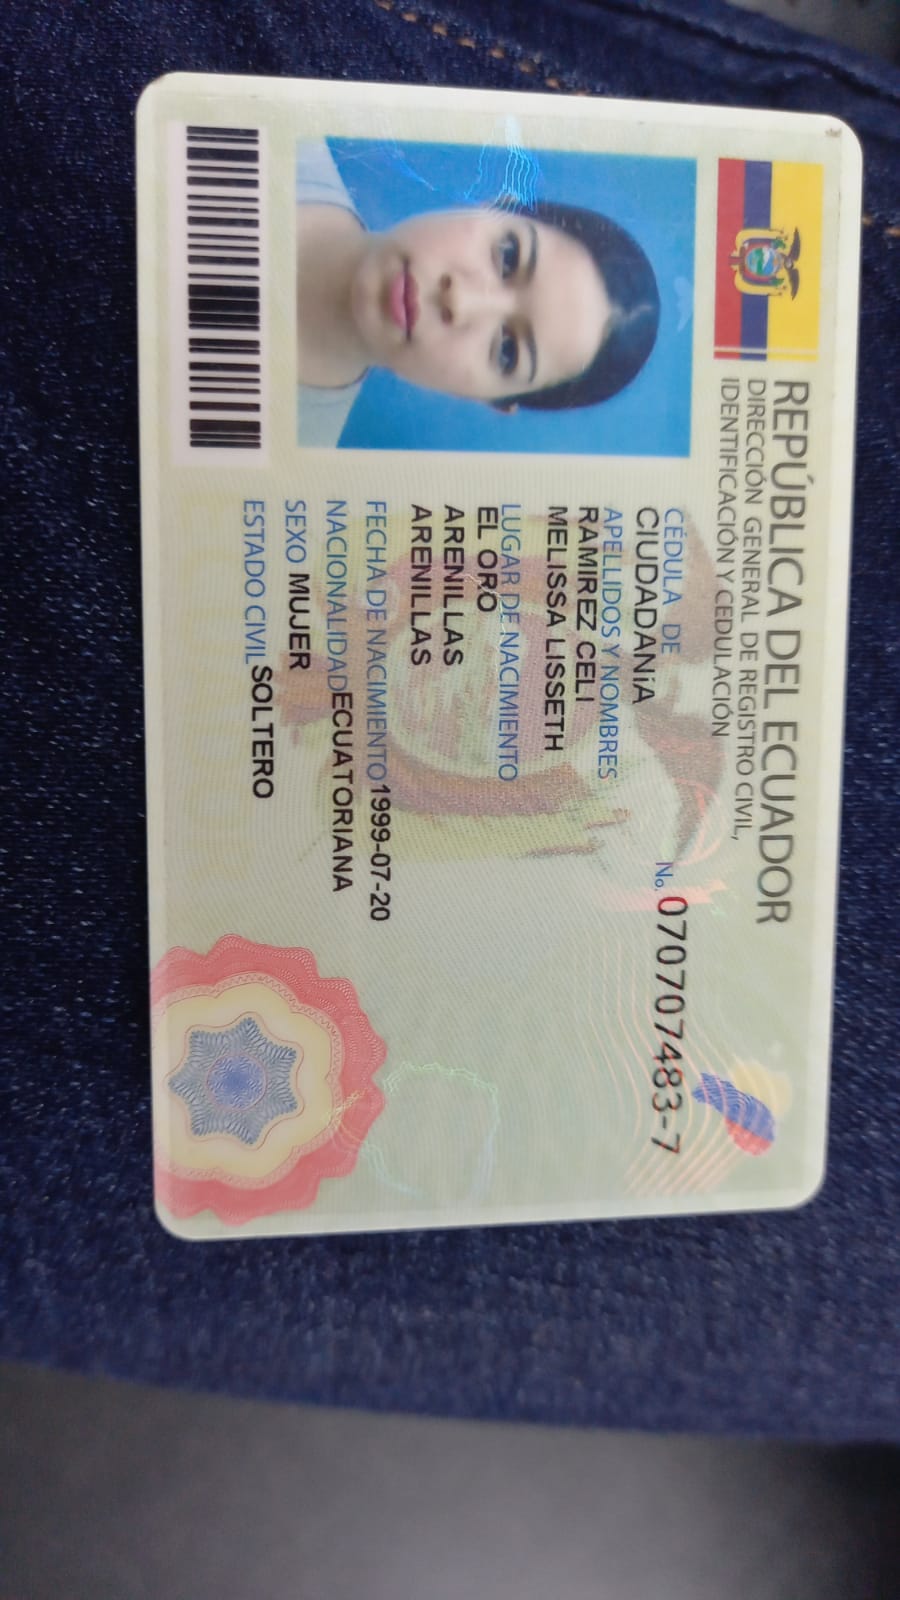 REPÚBLICA DEL ECUADOR
DIRECCIÓN GENERAL DE REGISTRO CIVIL,
IDENTIFICACIÓN Y CEDULACIÓN
CÉDULA DE No. 070707483-7
CIUDADANíA
APELLIDOS Y NOMBRES
RAMIREZ CELI
MELISSA LISSETH
LUGAR DE NACIMIENTO
EL ORO
ARENILLAS
ARENILLAS
FECHA DE NACIMIENTO 1999-07-20
NACIONALIDAD ECUATORIANA
SEXO MUJER
ESTADO CIVIL SOLTERO